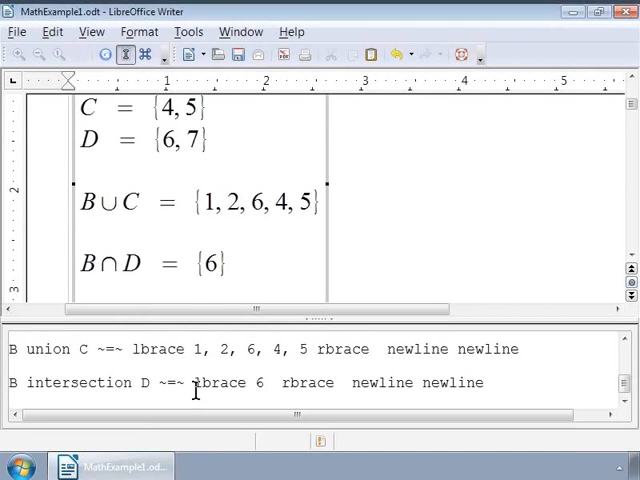 MathExample1.odt - LibreOffice Writer
File Edit View Format Tools Window Help
1 2 3 4 5
C = {4, 5}
D = {6, 7}
2
B ∪ C = {1, 2, 6, 4, 5}
B ∩ D = {6}
3
B union C ~=~ lbrace 1, 2, 6, 4, 5 rbrace newline newline
B intersection D ~=~ lbrace 6 rbrace newline newline
MathExample1.od...